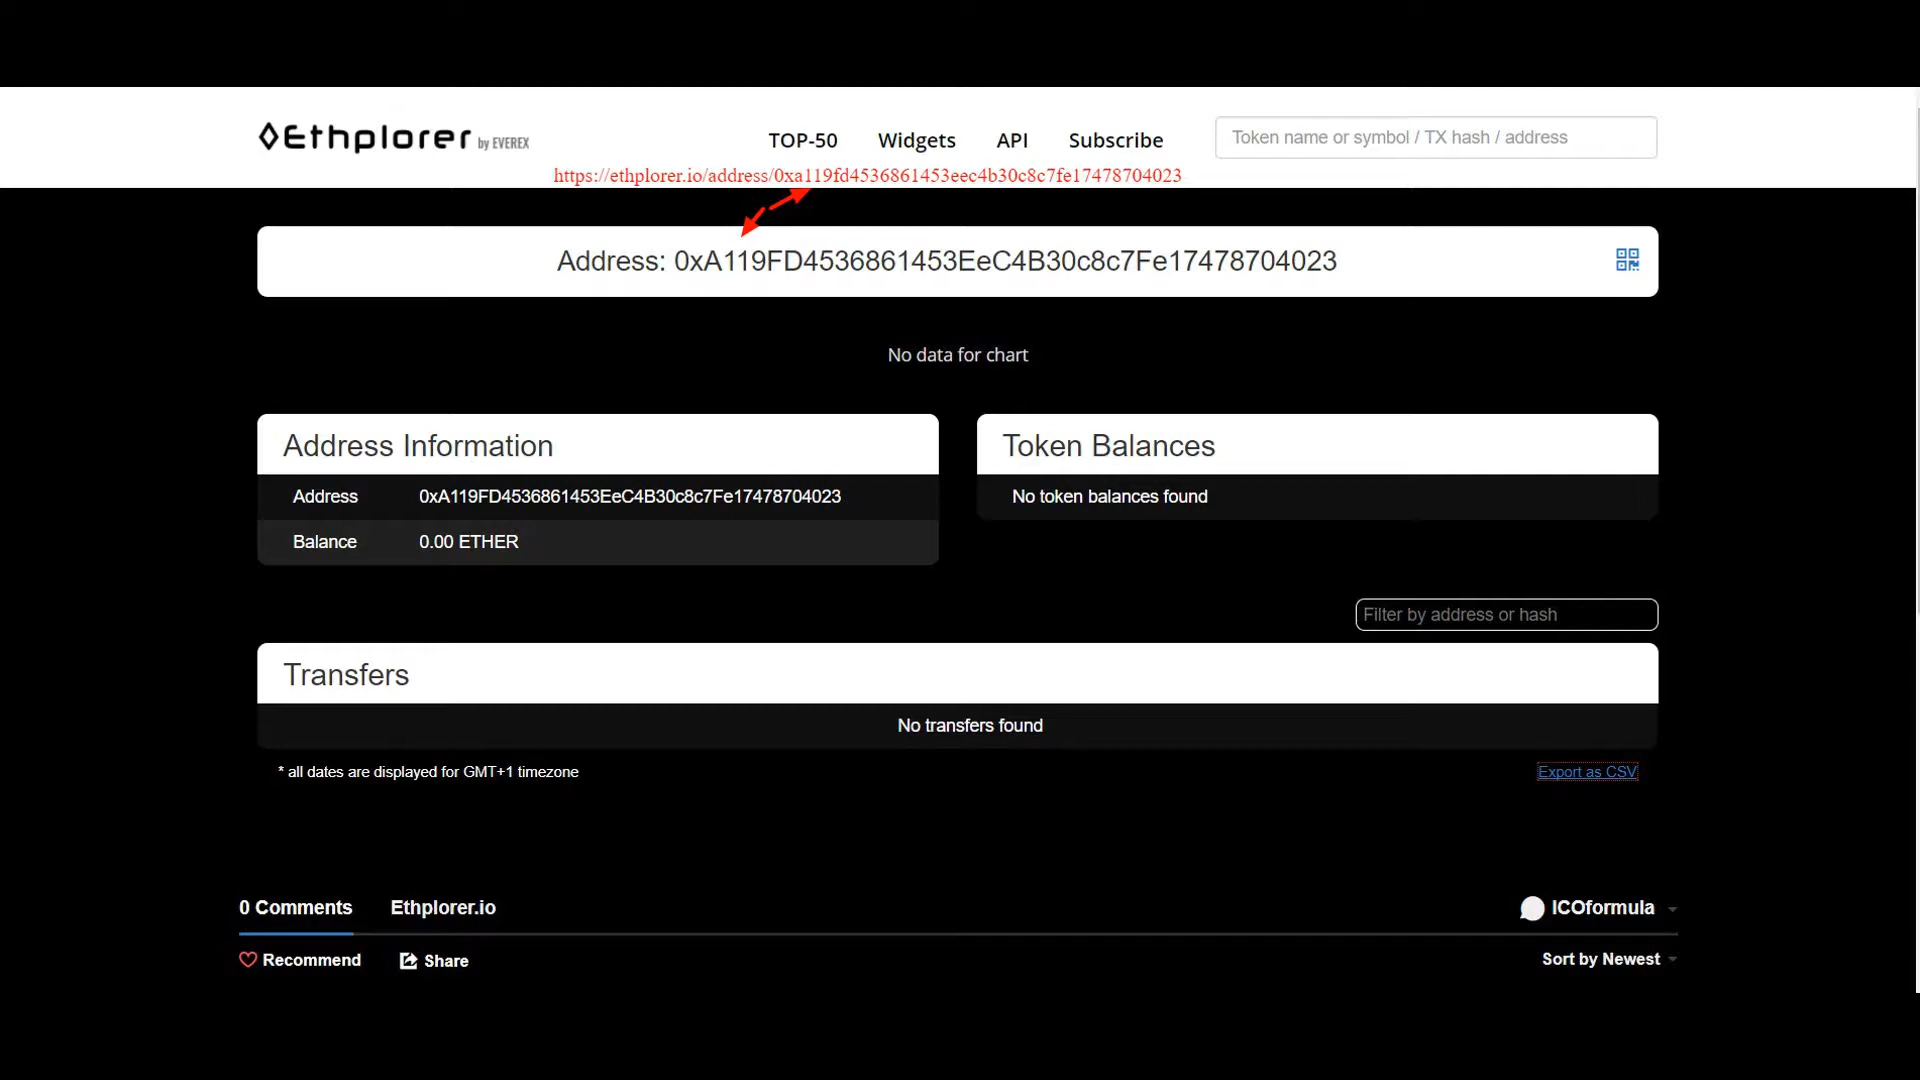 Ethplorer by EVEREX
TOP-50 Widgets API Subscribe
Token name or symbol / TX hash / address
https://ethplorer.io/address/0xa119fd4536861453eec4b30c8c7fe17478704023
Address: 0xA119FD4536861453EeC4B30c8c7Fe17478704023
No data for chart
Address Information
Address 0xA119FD4536861453EeC4B30c8c7Fe17478704023
Balance 0.00 ETHER
Token Balances
No token balances found
Filter by address or hash
Transfers
No transfers found
* all dates are displayed for GMT+1 timezone
Export as CSV
0 Comments Ethplorer.io ICOformula
Recommend Share Sort by Newest